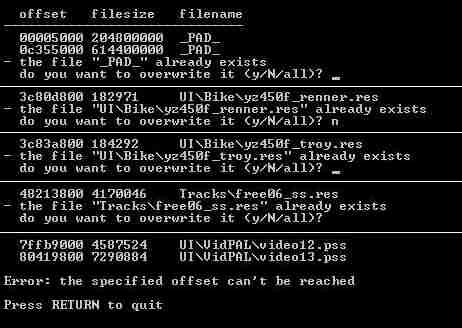 offset filesize filename
00005000 204800000 _PAD_
0c355000 614400000 _PAD_
- the file "_PAD_" already exists
do you want to overwrite it (y/N/all)? _
3c80d800 182971 UI\Bike\yz450f_renner.res
- the file "UI\Bike\yz450f_renner.res" already exists
do you want to overwrite it (y/N/all)? n
3c83a800 184292 UI\Bike\yz450f_troy.res
- the file "UI\Bike\yz450f_troy.res" already exists
do you want to overwrite it (y/N/all)? _
48213800 4170046 Tracks\free06_ss.res
- the file "Tracks\free06_ss.res" already exists
do you want to overwrite it (y/N/all)?
7ffb9000 4587524 UI\VidPAL\video12.pss
80419800 7290884 UI\VidPAL\video13.pss
Error: the specified offset can't be reached
Press RETURN to quit